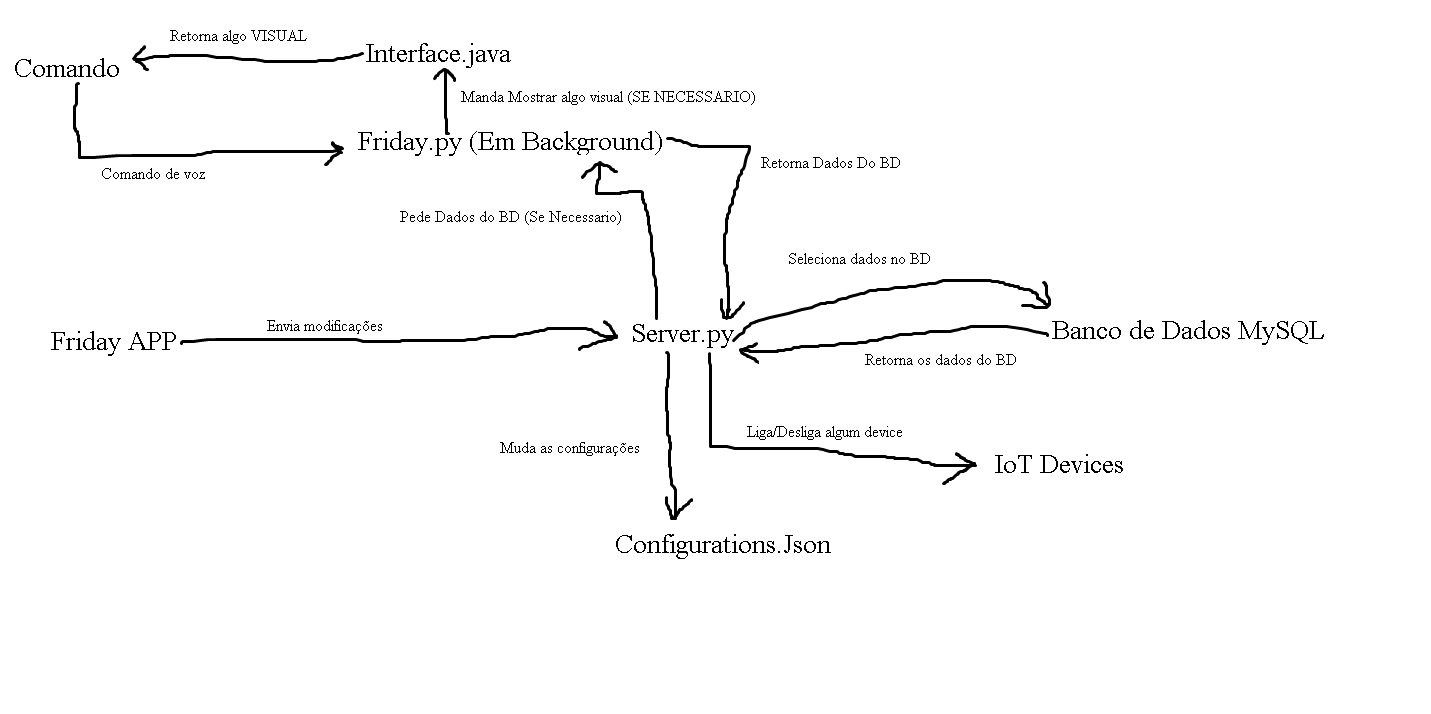 Retorna algo VISUAL
Interface.java
Comando
Manda Mostrar algo visual (SE NECESSARIO)
Friday.py (Em Background)
Retorna Dados Do BD
Comando de voz
Pede Dados do BD (Se Necessario)
Seleciona dados no BD
Envia modificações
Friday APP
Server.py
Banco de Dados MySQL
Retorna os dados do BD
Liga/Desliga algum device
Muda as configurações
IoT Devices
Configurations.Json